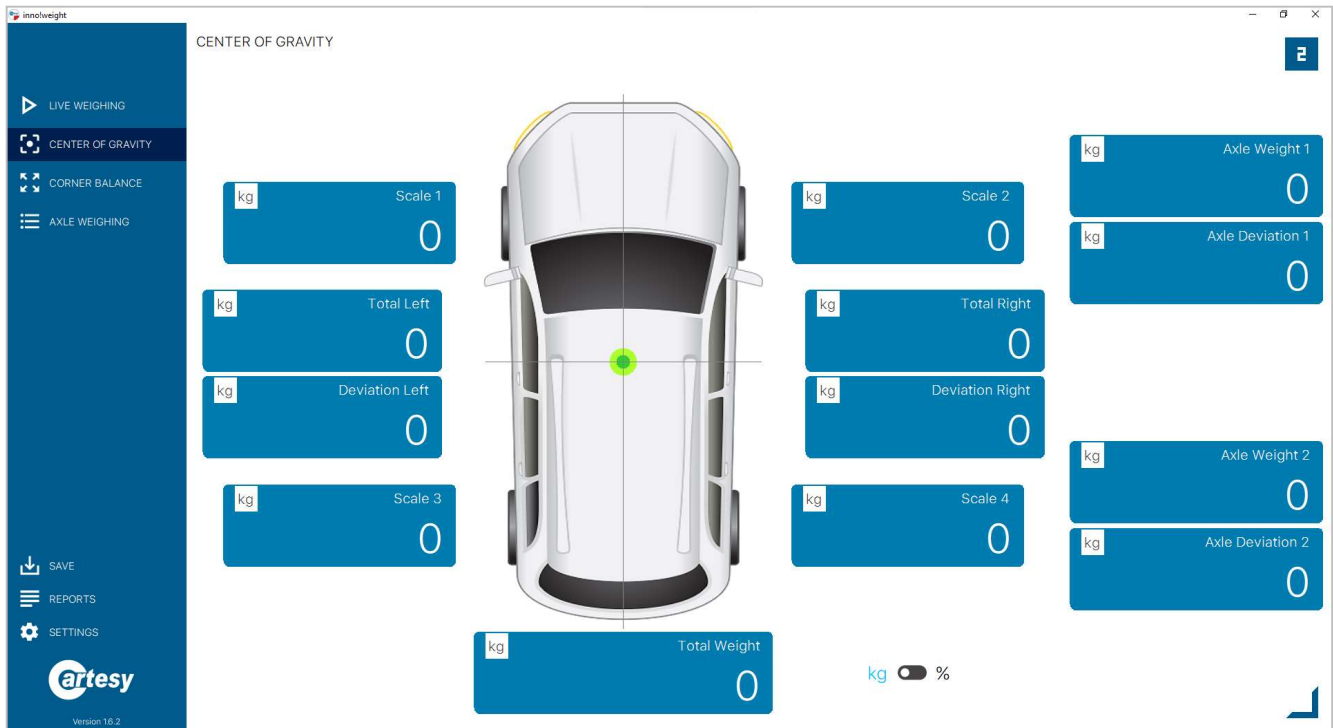 inno!weight
CENTER OF GRAVITY
2
LIVE WEIGHING
CENTER OF GRAVITY
CORNER BALANCE
AXLE WEIGHING
kg Axle Weight 1
0
kg Axle Deviation 1
0
kg Scale 1
0
kg Scale 2
0
kg Total Left
0
kg Total Right
0
kg Deviation Left
0
kg Deviation Right
0
kg Axle Weight 2
0
kg Axle Deviation 2
0
kg Scale 3
0
kg Scale 4
0
kg Total Weight
0
kg %
SAVE
REPORTS
SETTINGS
artesy
Version 1.6.2